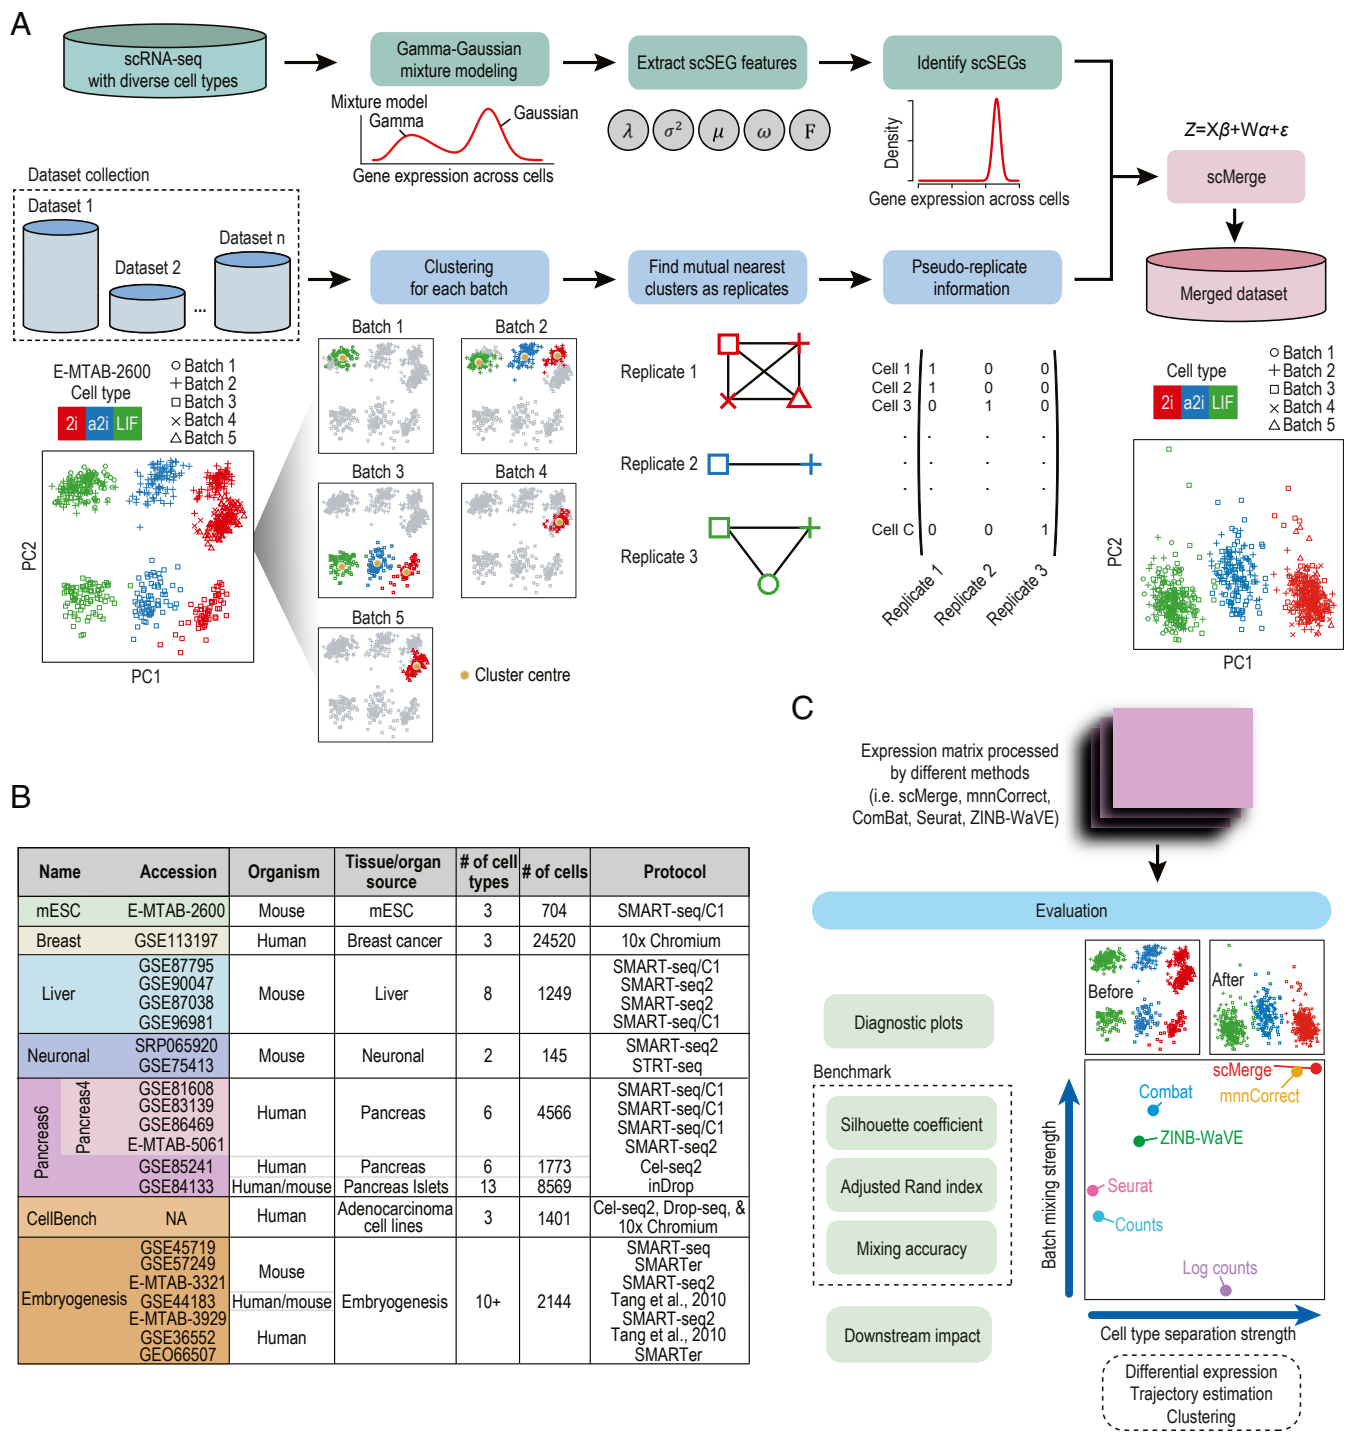 A
scRNA-seq
with diverse cell types
Gamma-Gaussian
mixture modeling
Extract scSEG features
Identify scSEGs
Mixture model
Gamma
Gaussian
Gene expression across cells
λ σ² μ ω F
Density
Gene expression across cells
Z=Xβ+Wα+ε
scMerge
Merged dataset
Dataset collection
Dataset 1
Dataset 2
...
Dataset n
Clustering
for each batch
Find mutual nearest
clusters as replicates
Pseudo-replicate
information
E-MTAB-2600
Cell type
2i a2i LIF
Batch 1
Batch 2
Batch 3
Batch 4
Batch 5
PC2
PC1
Batch 1
Batch 2
Batch 3
Batch 4
Batch 5
Cluster centre
Replicate 1
Replicate 2
Replicate 3
Cell 1 1 0 0
Cell 2 1 0 0
Cell 3 0 1 0
. . .
. . .
. . .
Cell C 0 0 1
Replicate 1
Replicate 2
Replicate 3
Cell type
2i a2i LIF
Batch 1
Batch 2
Batch 3
Batch 4
Batch 5
PC2
PC1
B
Name Accession Organism Tissue/organ source # of cell types # of cells Protocol
mESC E-MTAB-2600 Mouse mESC 3 704 SMART-seq/C1
Breast GSE113197 Human Breast cancer 3 24520 10x Chromium
Liver Mouse Liver 8 1249
GSE87795 SMART-seq/C1
GSE90047 SMART-seq2
GSE87038 SMART-seq2
GSE96981 SMART-seq/C1
Neuronal Mouse Neuronal 2 145
SRP065920 SMART-seq2
GSE75413 STRT-seq
Pancreas6
Pancreas4
Human Pancreas 6 4566
GSE81608 SMART-seq/C1
GSE83139 SMART-seq/C1
GSE86469 SMART-seq/C1
E-MTAB-5061 SMART-seq2
GSE85241 Human Pancreas 6 1773 Cel-seq2
GSE84133 Human/mouse Pancreas Islets 13 8569 inDrop
CellBench NA Human Adenocarcinoma cell lines 3 1401 Cel-seq2, Drop-seq, & 10x Chromium
Embryogenesis Embryogenesis 10+ 2144
Mouse
Human/mouse
Human
GSE45719 SMART-seq
GSE57249 SMARTer
E-MTAB-3321 SMART-seq2
GSE44183 Tang et al., 2010
E-MTAB-3929 SMART-seq2
GSE36552 Tang et al., 2010
GEO66507 SMARTer
C
Expression matrix processed
by different methods
(i.e. scMerge, mnnCorrect,
ComBat, Seurat, ZINB-WaVE)
Evaluation
Diagnostic plots
Before
After
Benchmark
Silhouette coefficient
Adjusted Rand index
Mixing accuracy
Downstream impact
Batch mixing strength
scMerge
mnnCorrect
Combat
ZINB-WaVE
Seurat
Counts
Log counts
Cell type separation strength
Differential expression
Trajectory estimation
Clustering